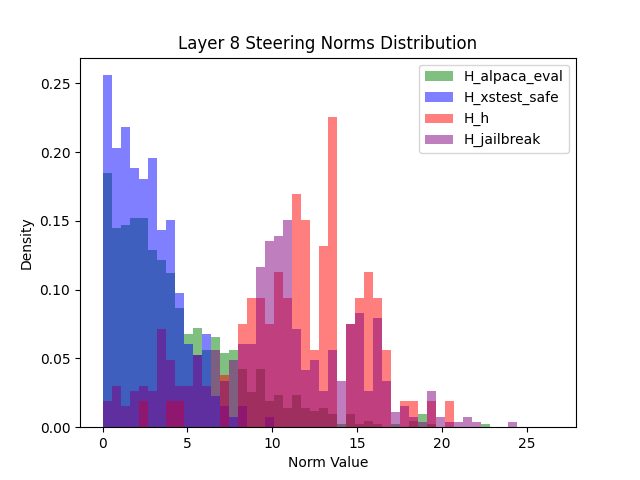 Layer 8 Steering Norms Distribution
H_alpaca_eval
H_xstest_safe
H_h
H_jailbreak
0.25
0.20
0.15
0.10
0.05
0.00
Density
0
5
10
15
20
25
Norm Value